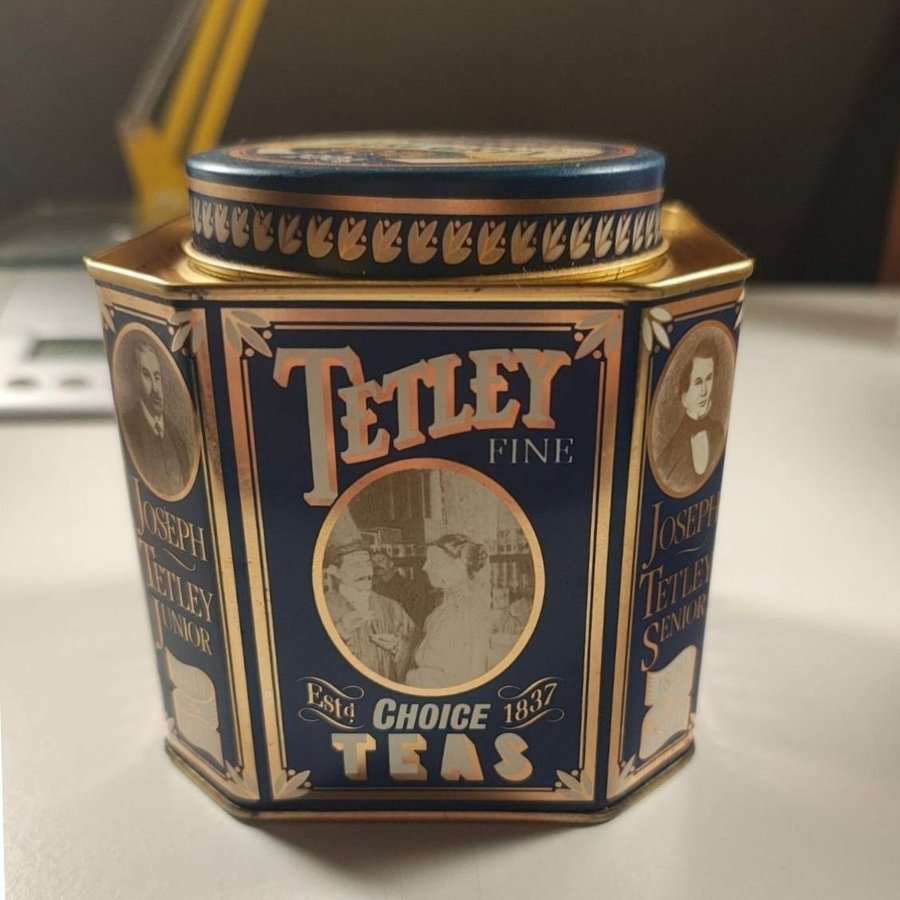 TETLEY
FINE
Estd CHOICE 1837
TEAS
JOSEPH
TETLEY
JUNIOR
JOSEPH
TETLEY
SENIOR